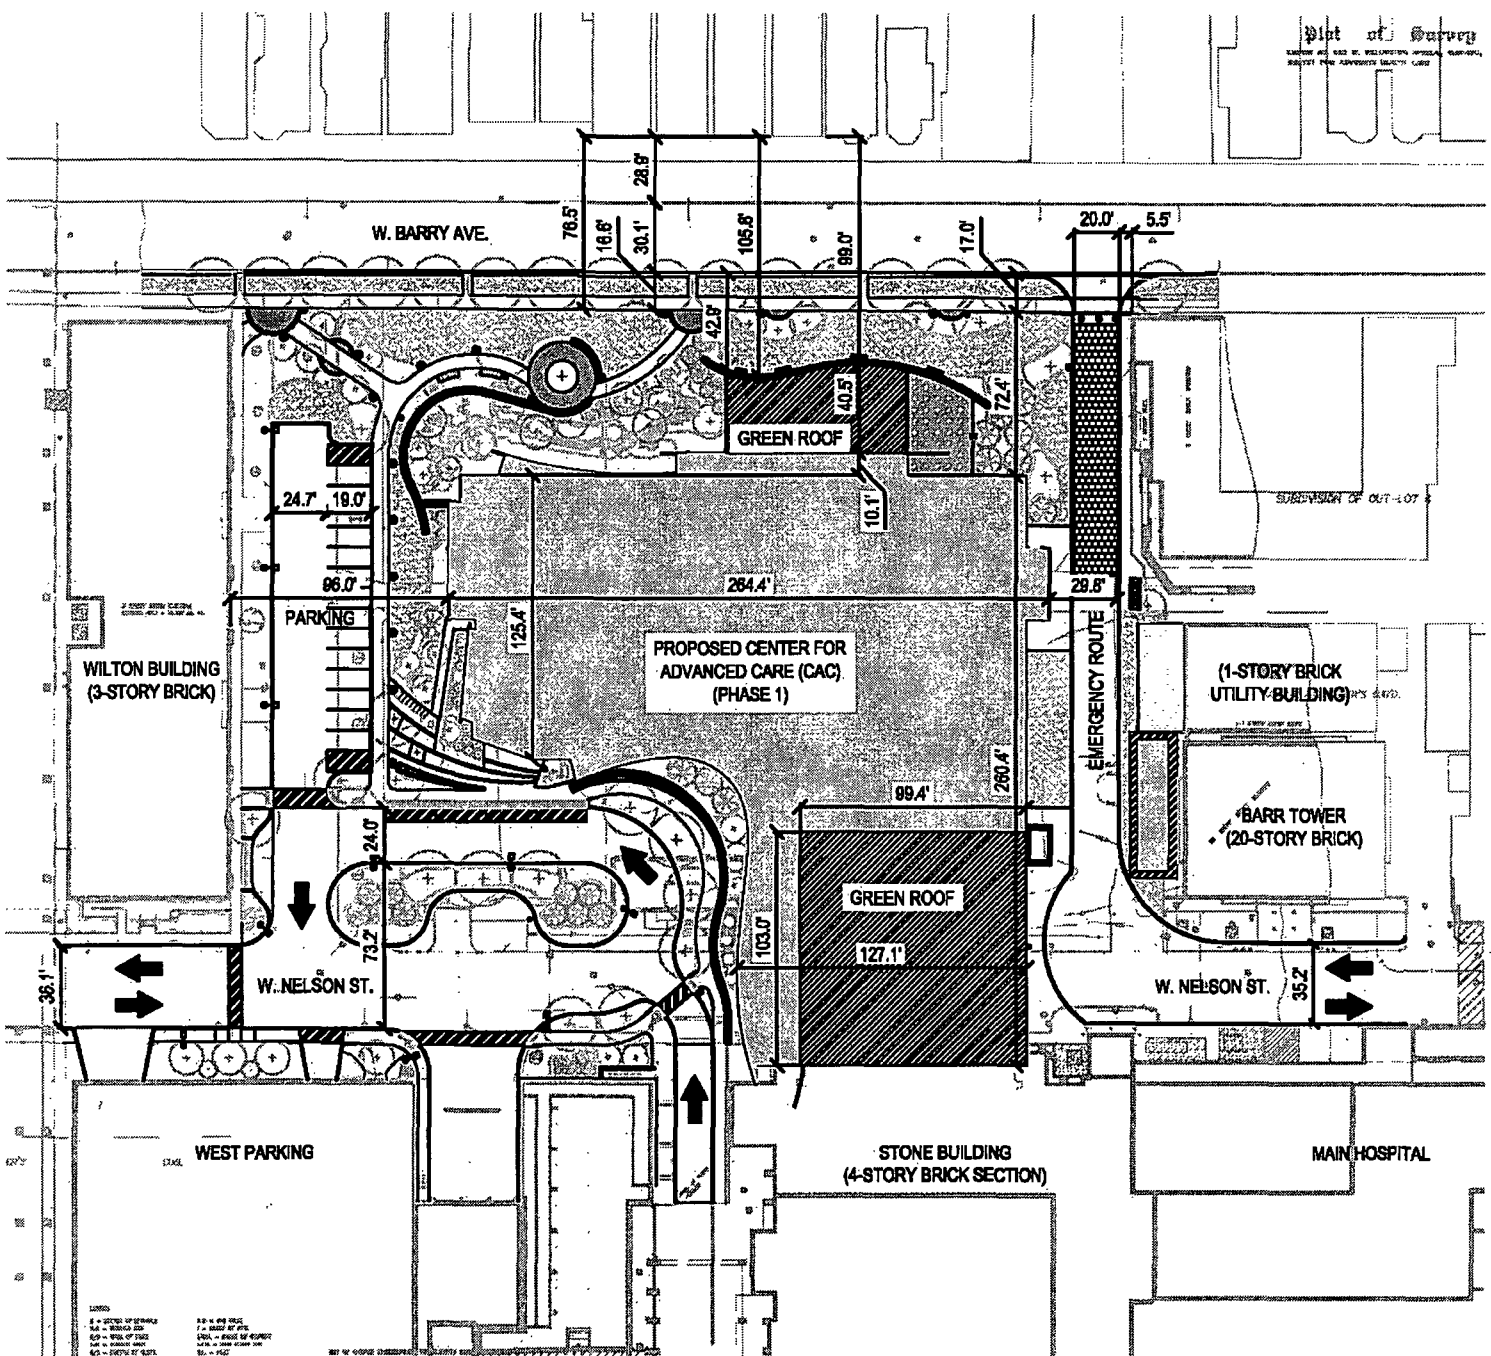 Plat of Survey
28.9'
76.5'
16.6'
30.1'
105.8'
99.0'
17.0'
20.0'
5.5'
W. BARRY AVE.
42.9'
40.5'
72.4'
GREEN ROOF
24.7'
19.0'
10.1'
SUBDIVISION OF OUT-LOT
96.0'
264.4'
29.8'
PARKING
125.4'
EMERGENCY ROUTE
WILTON BUILDING
(3-STORY BRICK)
PROPOSED CENTER FOR
ADVANCED CARE (CAC)
(PHASE 1)
(1-STORY BRICK
UTILITY BUILDING)
260.4'
99.4'
24.0'
BARR TOWER
(20-STORY BRICK)
GREEN ROOF
103.0'
73.2'
127.1'
36.1'
W. NELSON ST.
W. NELSON ST.
35.2'
WEST PARKING
STONE BUILDING
(4-STORY BRICK SECTION)
MAIN HOSPITAL